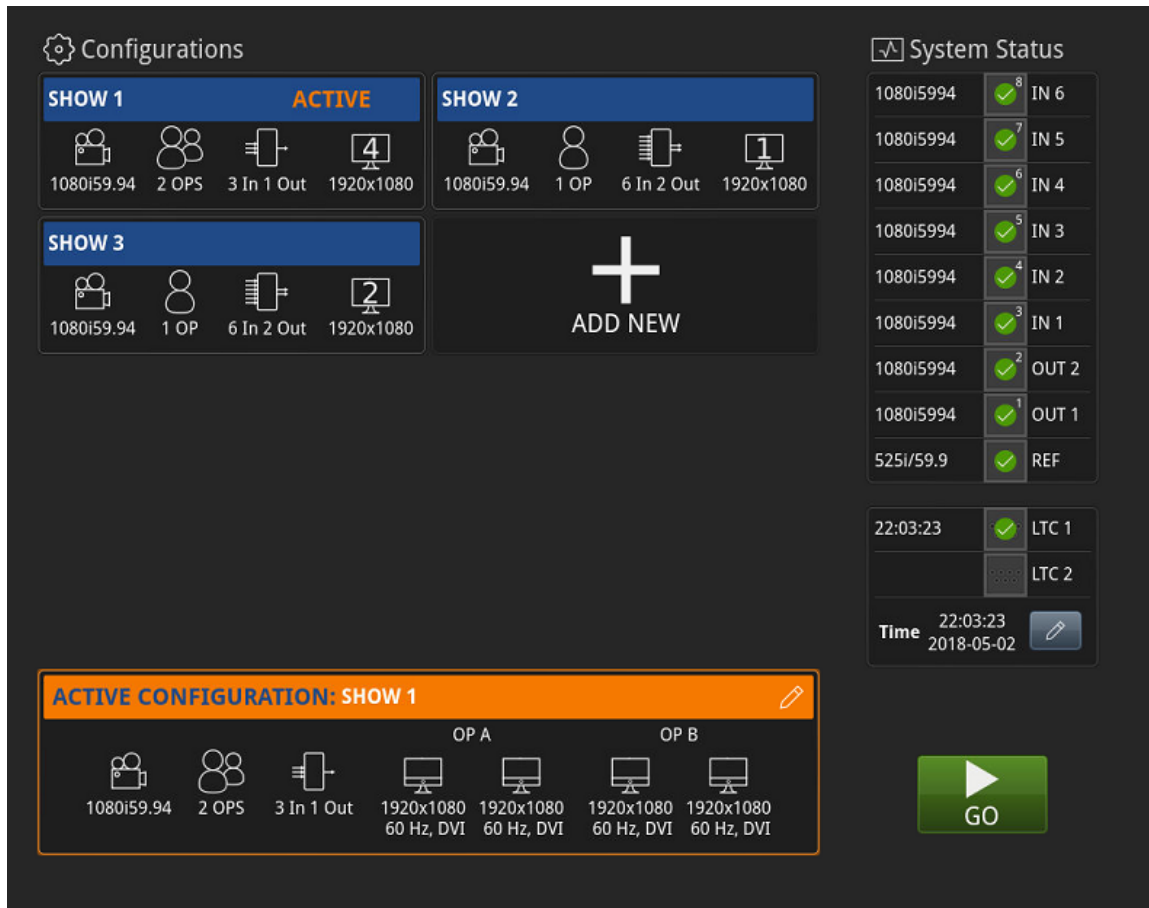 Configurations
SHOW 1 ACTIVE
1080i59.94 2 OPS 3 In 1 Out 4 1920x1080
SHOW 2
1080i59.94 1 OP 6 In 2 Out 1 1920x1080
SHOW 3
1080i59.94 1 OP 6 In 2 Out 2 1920x1080
ADD NEW
System Status
1080i5994 8 IN 6
1080i5994 7 IN 5
1080i5994 6 IN 4
1080i5994 5 IN 3
1080i5994 4 IN 2
1080i5994 3 IN 1
1080i5994 2 OUT 2
1080i5994 1 OUT 1
525i/59.9 REF
22:03:23 LTC 1
LTC 2
Time 22:03:23
2018-05-02
ACTIVE CONFIGURATION: SHOW 1
OP A OP B
1080i59.94 2 OPS 3 In 1 Out 1920x1080 1920x1080 1920x1080 1920x1080
60 Hz, DVI 60 Hz, DVI 60 Hz, DVI 60 Hz, DVI
GO